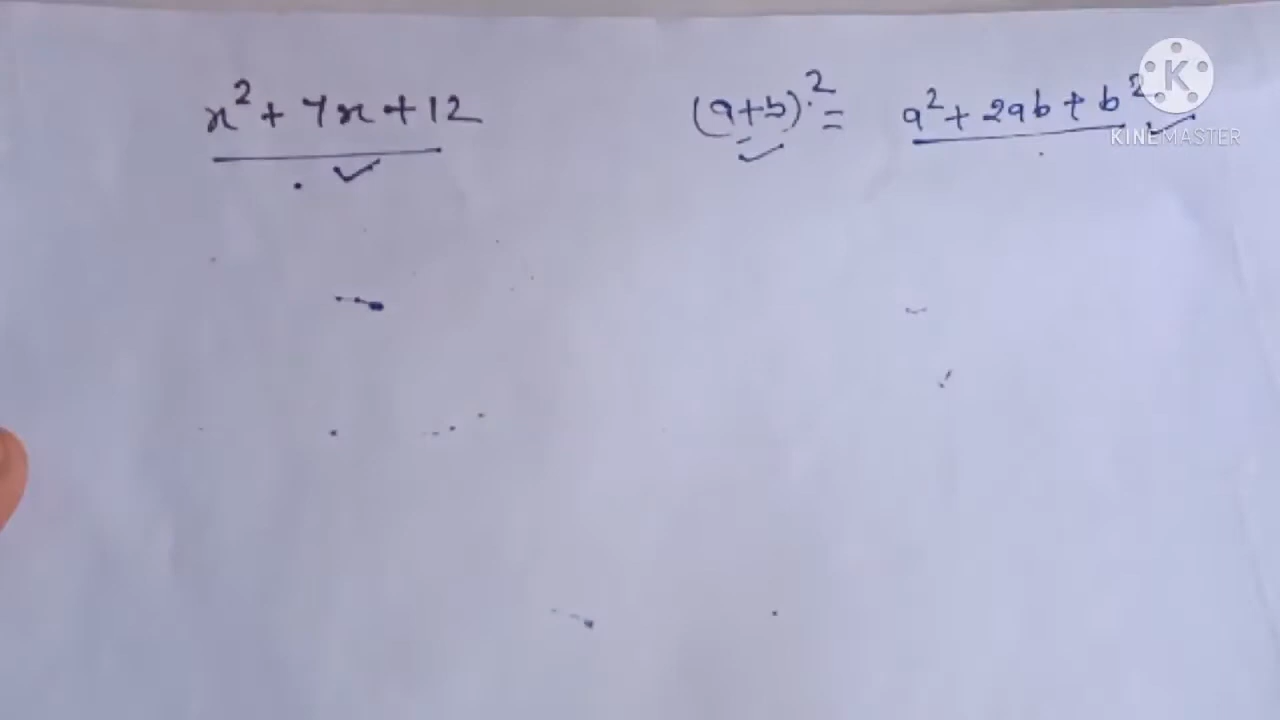 x² + 7x + 12
(a+b)² = a² + 2ab + b²
K
KINEMASTER